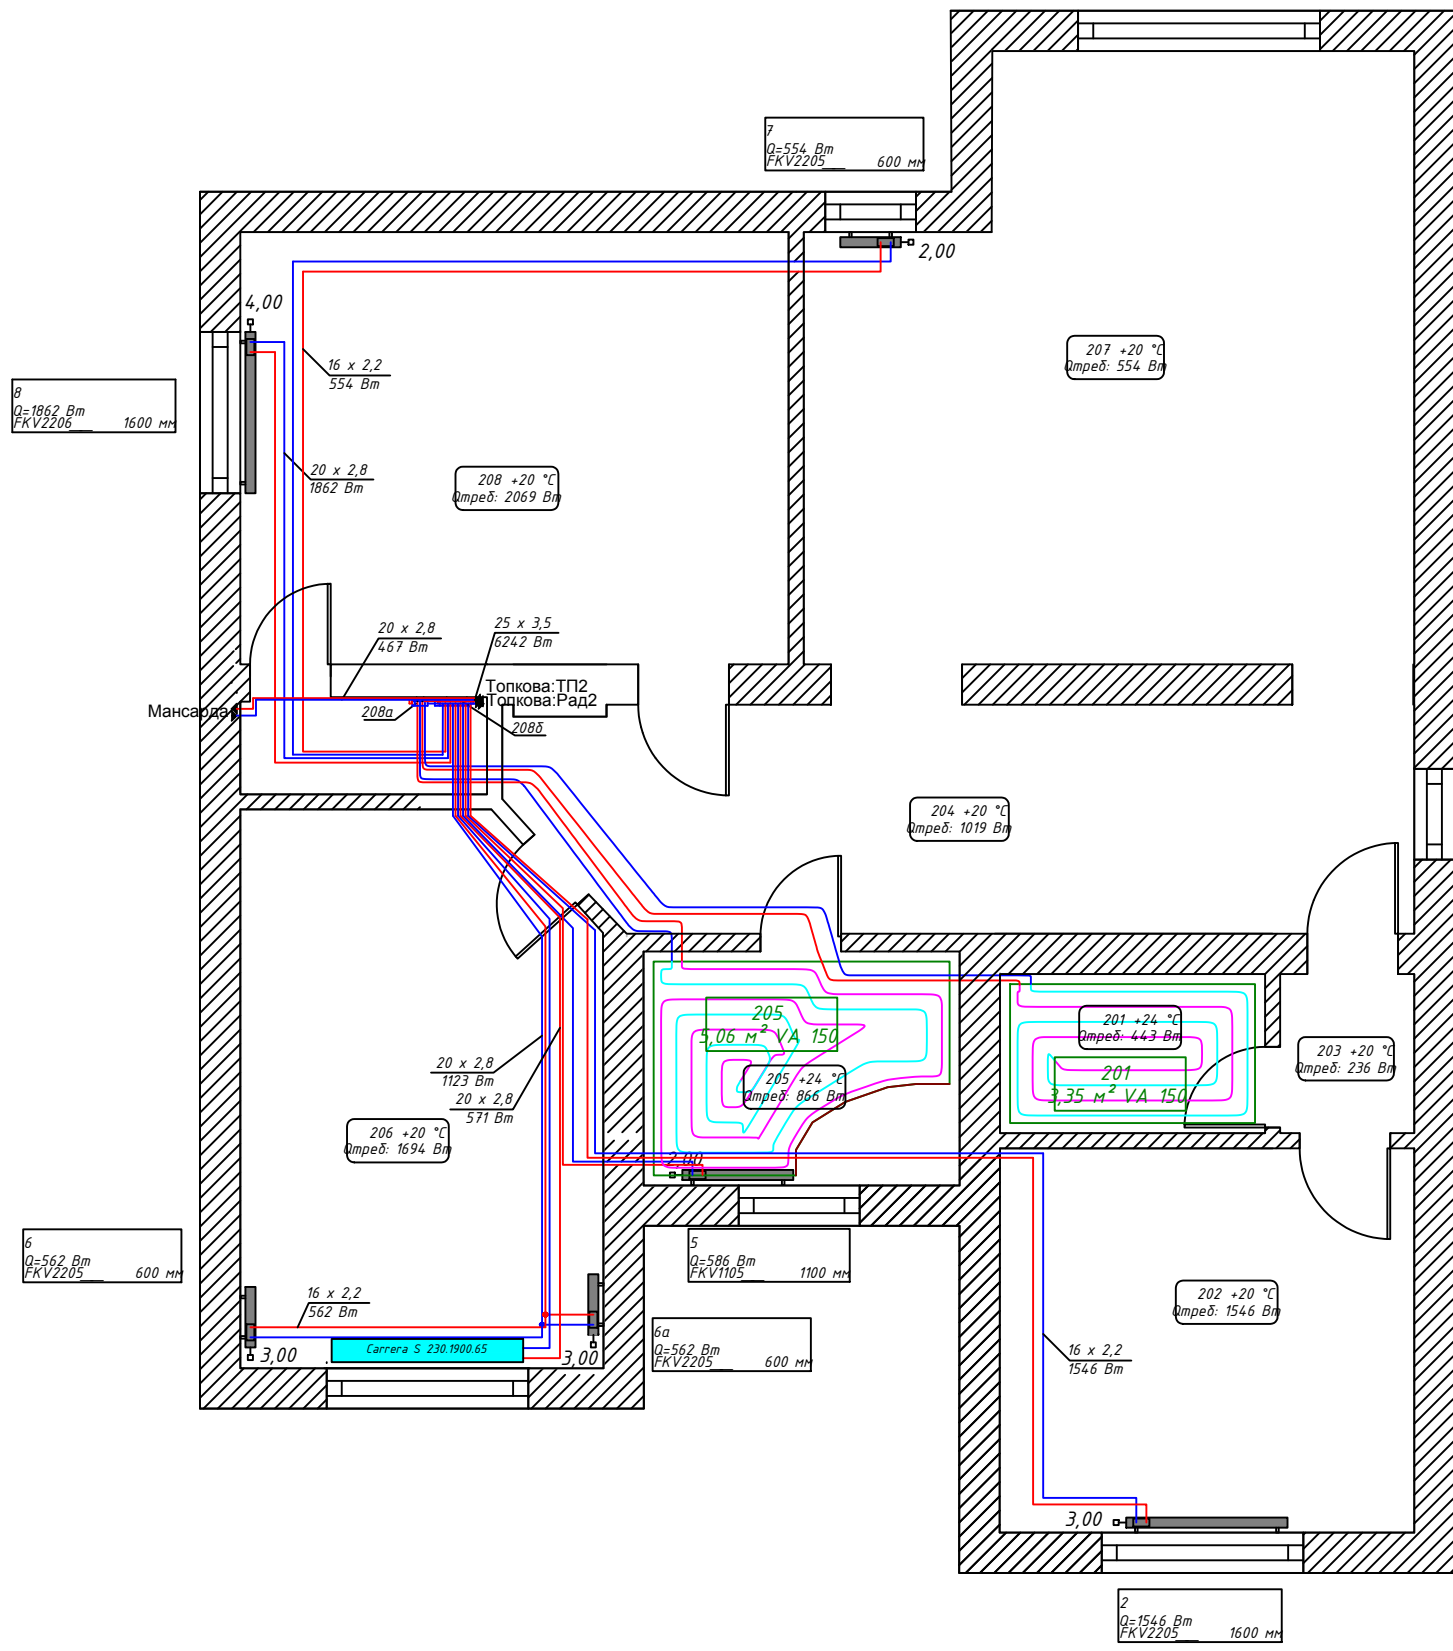 7
Q=554 Вт
FKV2205___ 600 мм
2,00
4,00
16 x 2,2
554 Вт
207 +20 °C
Qтреб: 554 Вт
8
Q=1862 Вт
FKV2206___ 1600 мм
20 x 2,8
1862 Вт
208 +20 °C
Qтреб: 2069 Вт
20 x 2,8
467 Вт
25 x 3,5
6242 Вт
Топкова:ТП2
Топкова:Рад2
Мансарда
208а
208б
204 +20 °C
Qтреб: 1019 Вт
205
5,06 м² VA 150
205 +24 °C
Qтреб: 866 Вт
201 +24 °C
Qтреб: 443 Вт
201
3,35 м² VA 150
203 +20 °C
Qтреб: 236 Вт
20 x 2,8
1123 Вт
20 x 2,8
571 Вт
206 +20 °C
Qтреб: 1694 Вт
2,00
6
Q=562 Вт
FKV2205___ 600 мм
5
Q=586 Вт
FKV1105___ 1100 мм
16 x 2,2
562 Вт
202 +20 °C
Qтреб: 1546 Вт
3,00
Carrera S 230.1900.65
3,00
6а
Q=562 Вт
FKV2205___ 600 мм
16 x 2,2
1546 Вт
3,00
2
Q=1546 Вт
FKV2205___ 1600 мм